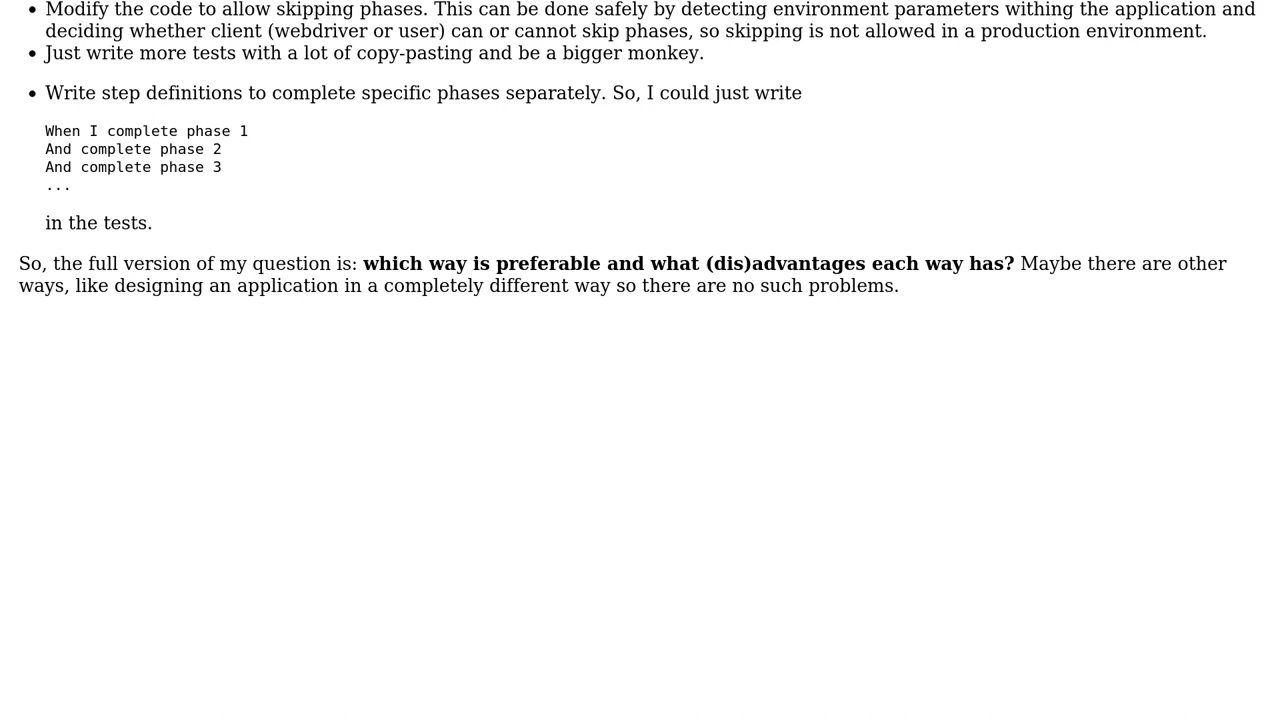 Modify the code to allow skipping phases. This can be done safely by detecting environment parameters withing the application and
deciding whether client (webdriver or user) can or cannot skip phases, so skipping is not allowed in a production environment.
Just write more tests with a lot of copy-pasting and be a bigger monkey.
Write step definitions to complete specific phases separately. So, I could just write
When I complete phase 1
And complete phase 2
And complete phase 3
...
in the tests.
So, the full version of my question is: which way is preferable and what (dis)advantages each way has? Maybe there are other
ways, like designing an application in a completely different way so there are no such problems.